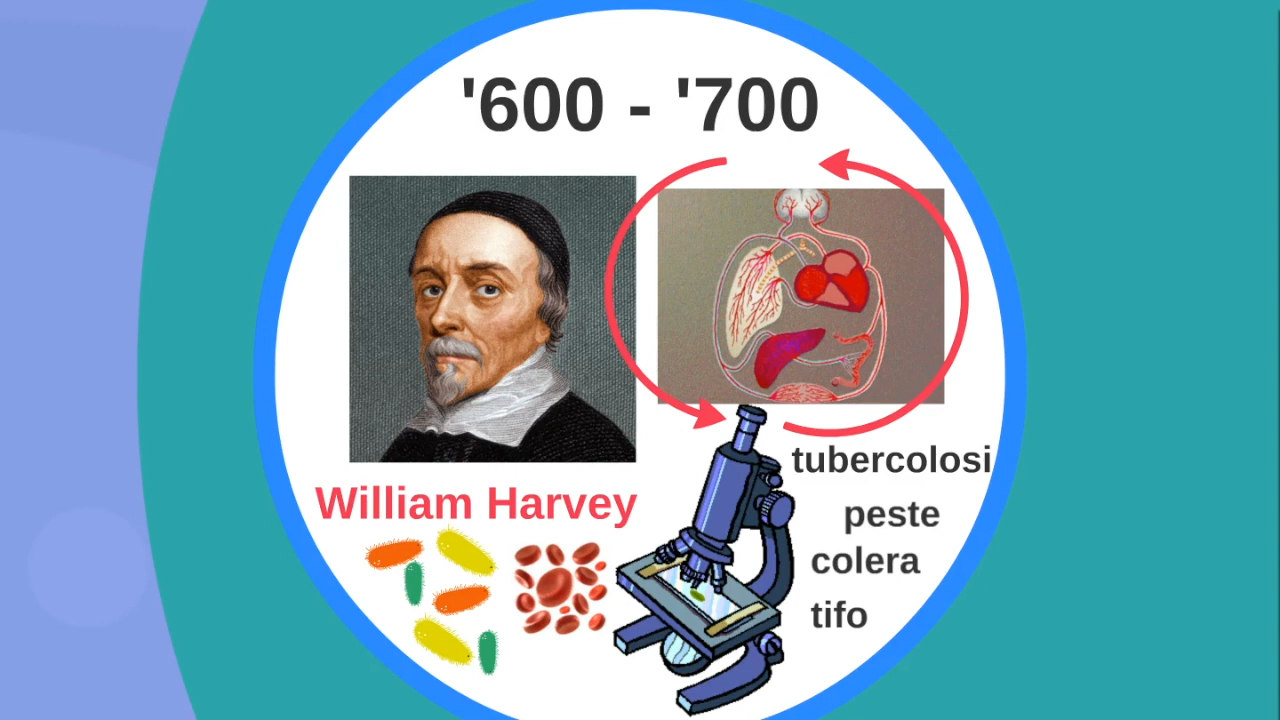 '600 - '700
William Harvey
tubercolosi
peste
colera
tifo